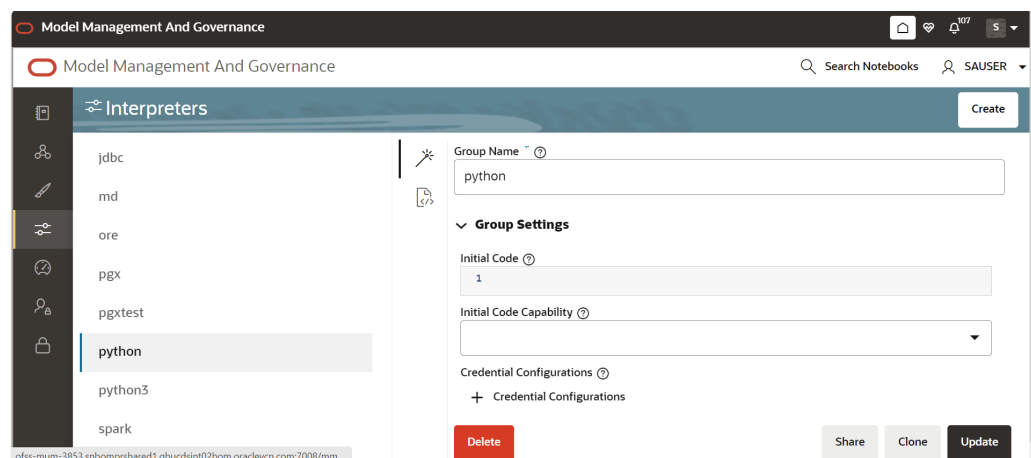 Model Management And Governance
107
S
Model Management And Governance
Search Notebooks
SAUSER
Interpreters
Create
jdbc
md
ore
pgx
pgxtest
python
python3
spark
Group Name
python
Group Settings
Initial Code
1
Initial Code Capability
Credential Configurations
+ Credential Configurations
Delete
Share
Clone
Update